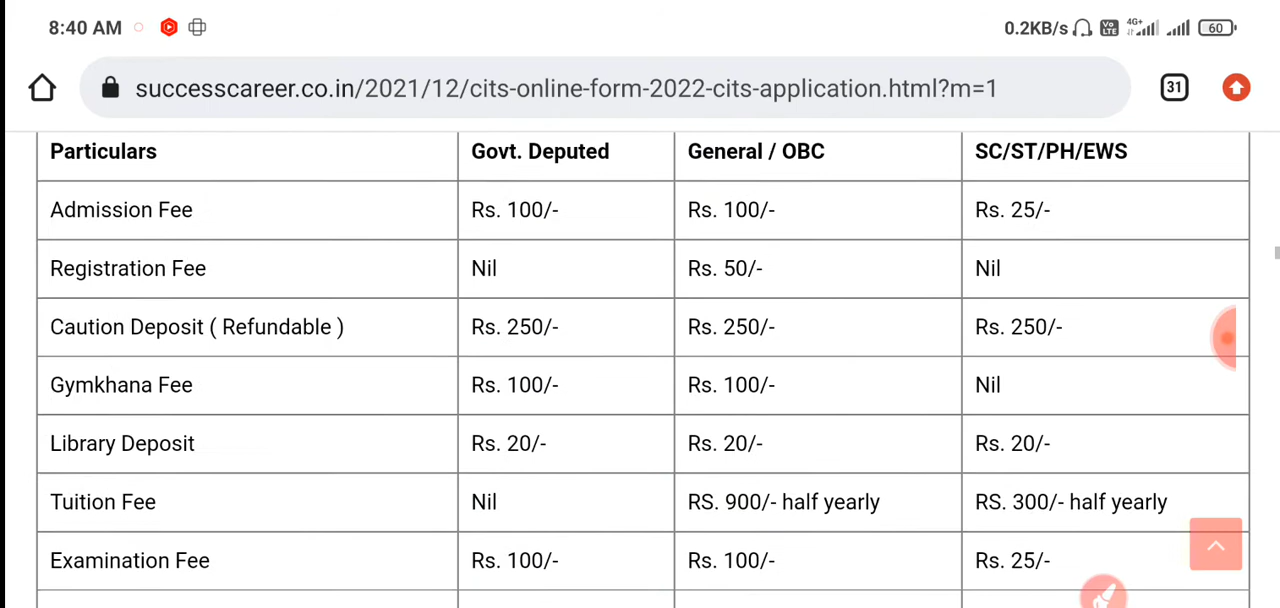 8:40 AM 0.2KB/s Vo LTE 4G+ 60
successcareer.co.in/2021/12/cits-online-form-2022-cits-application.html?m=1 31
Particulars Govt. Deputed General / OBC SC/ST/PH/EWS
Admission Fee Rs. 100/- Rs. 100/- Rs. 25/-
Registration Fee Nil Rs. 50/- Nil
Caution Deposit ( Refundable ) Rs. 250/- Rs. 250/- Rs. 250/-
Gymkhana Fee Rs. 100/- Rs. 100/- Nil
Library Deposit Rs. 20/- Rs. 20/- Rs. 20/-
Tuition Fee Nil RS. 900/- half yearly RS. 300/- half yearly
Examination Fee Rs. 100/- Rs. 100/- Rs. 25/-